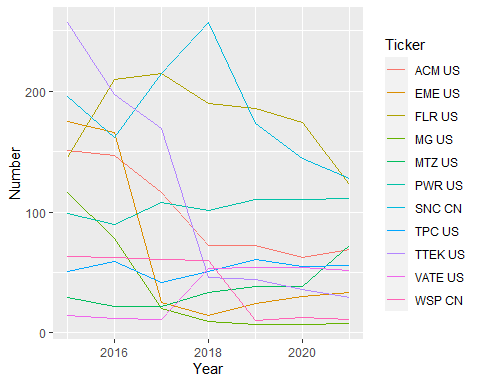 Ticker
ACM US
EME US
FLR US
MG US
MTZ US
PWR US
SNC CN
TPC US
TTEK US
VATE US
WSP CN
Number
200
100
0
2016
2018
2020
Year